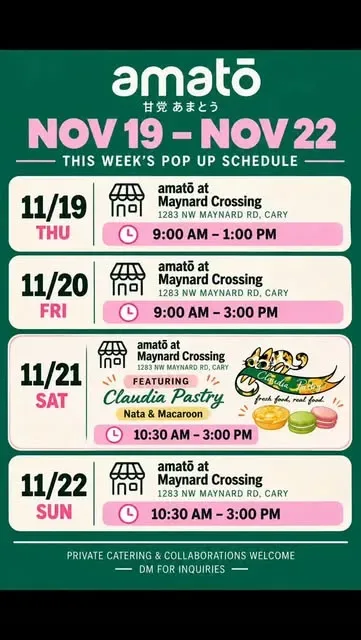 amatō
甘党 あまとう
NOV 19 – NOV 22
THIS WEEK'S POP UP SCHEDULE
11/19
THU
amatō at
Maynard Crossing
1283 NW MAYNARD RD, CARY
9:00 AM – 1:00 PM
11/20
FRI
amatō at
Maynard Crossing
1283 NW MAYNARD RD, CARY
9:00 AM – 3:00 PM
11/21
SAT
amatō at
Maynard Crossing
1283 NW MAYNARD RD, CARY
FEATURING
Claudia Pastry
Nata & Macaroon
Claudia Pastry
fresh food, real food.
10:30 AM – 3:00 PM
11/22
SUN
amatō at
Maynard Crossing
1283 NW MAYNARD RD, CARY
10:30 AM – 3:00 PM
PRIVATE CATERING & COLLABORATIONS WELCOME
DM FOR INQUIRIES